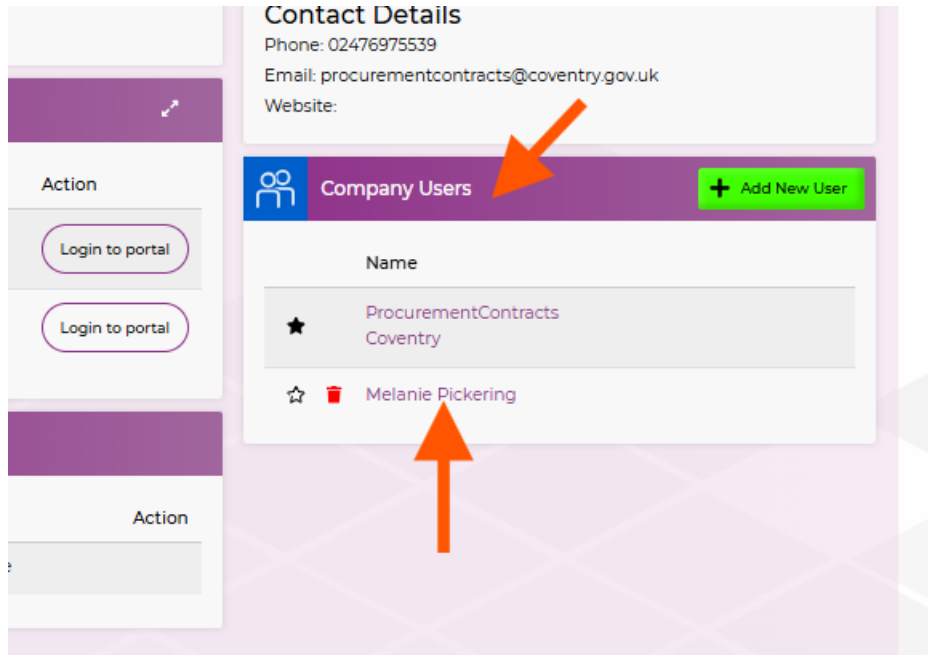 Contact Details
Phone: 02476975539
Email: procurementcontracts@coventry.gov.uk
Website:
Action
Login to portal
Login to portal
Action
Company Users
Add New User
Name
ProcurementContracts
Coventry
Melanie Pickering